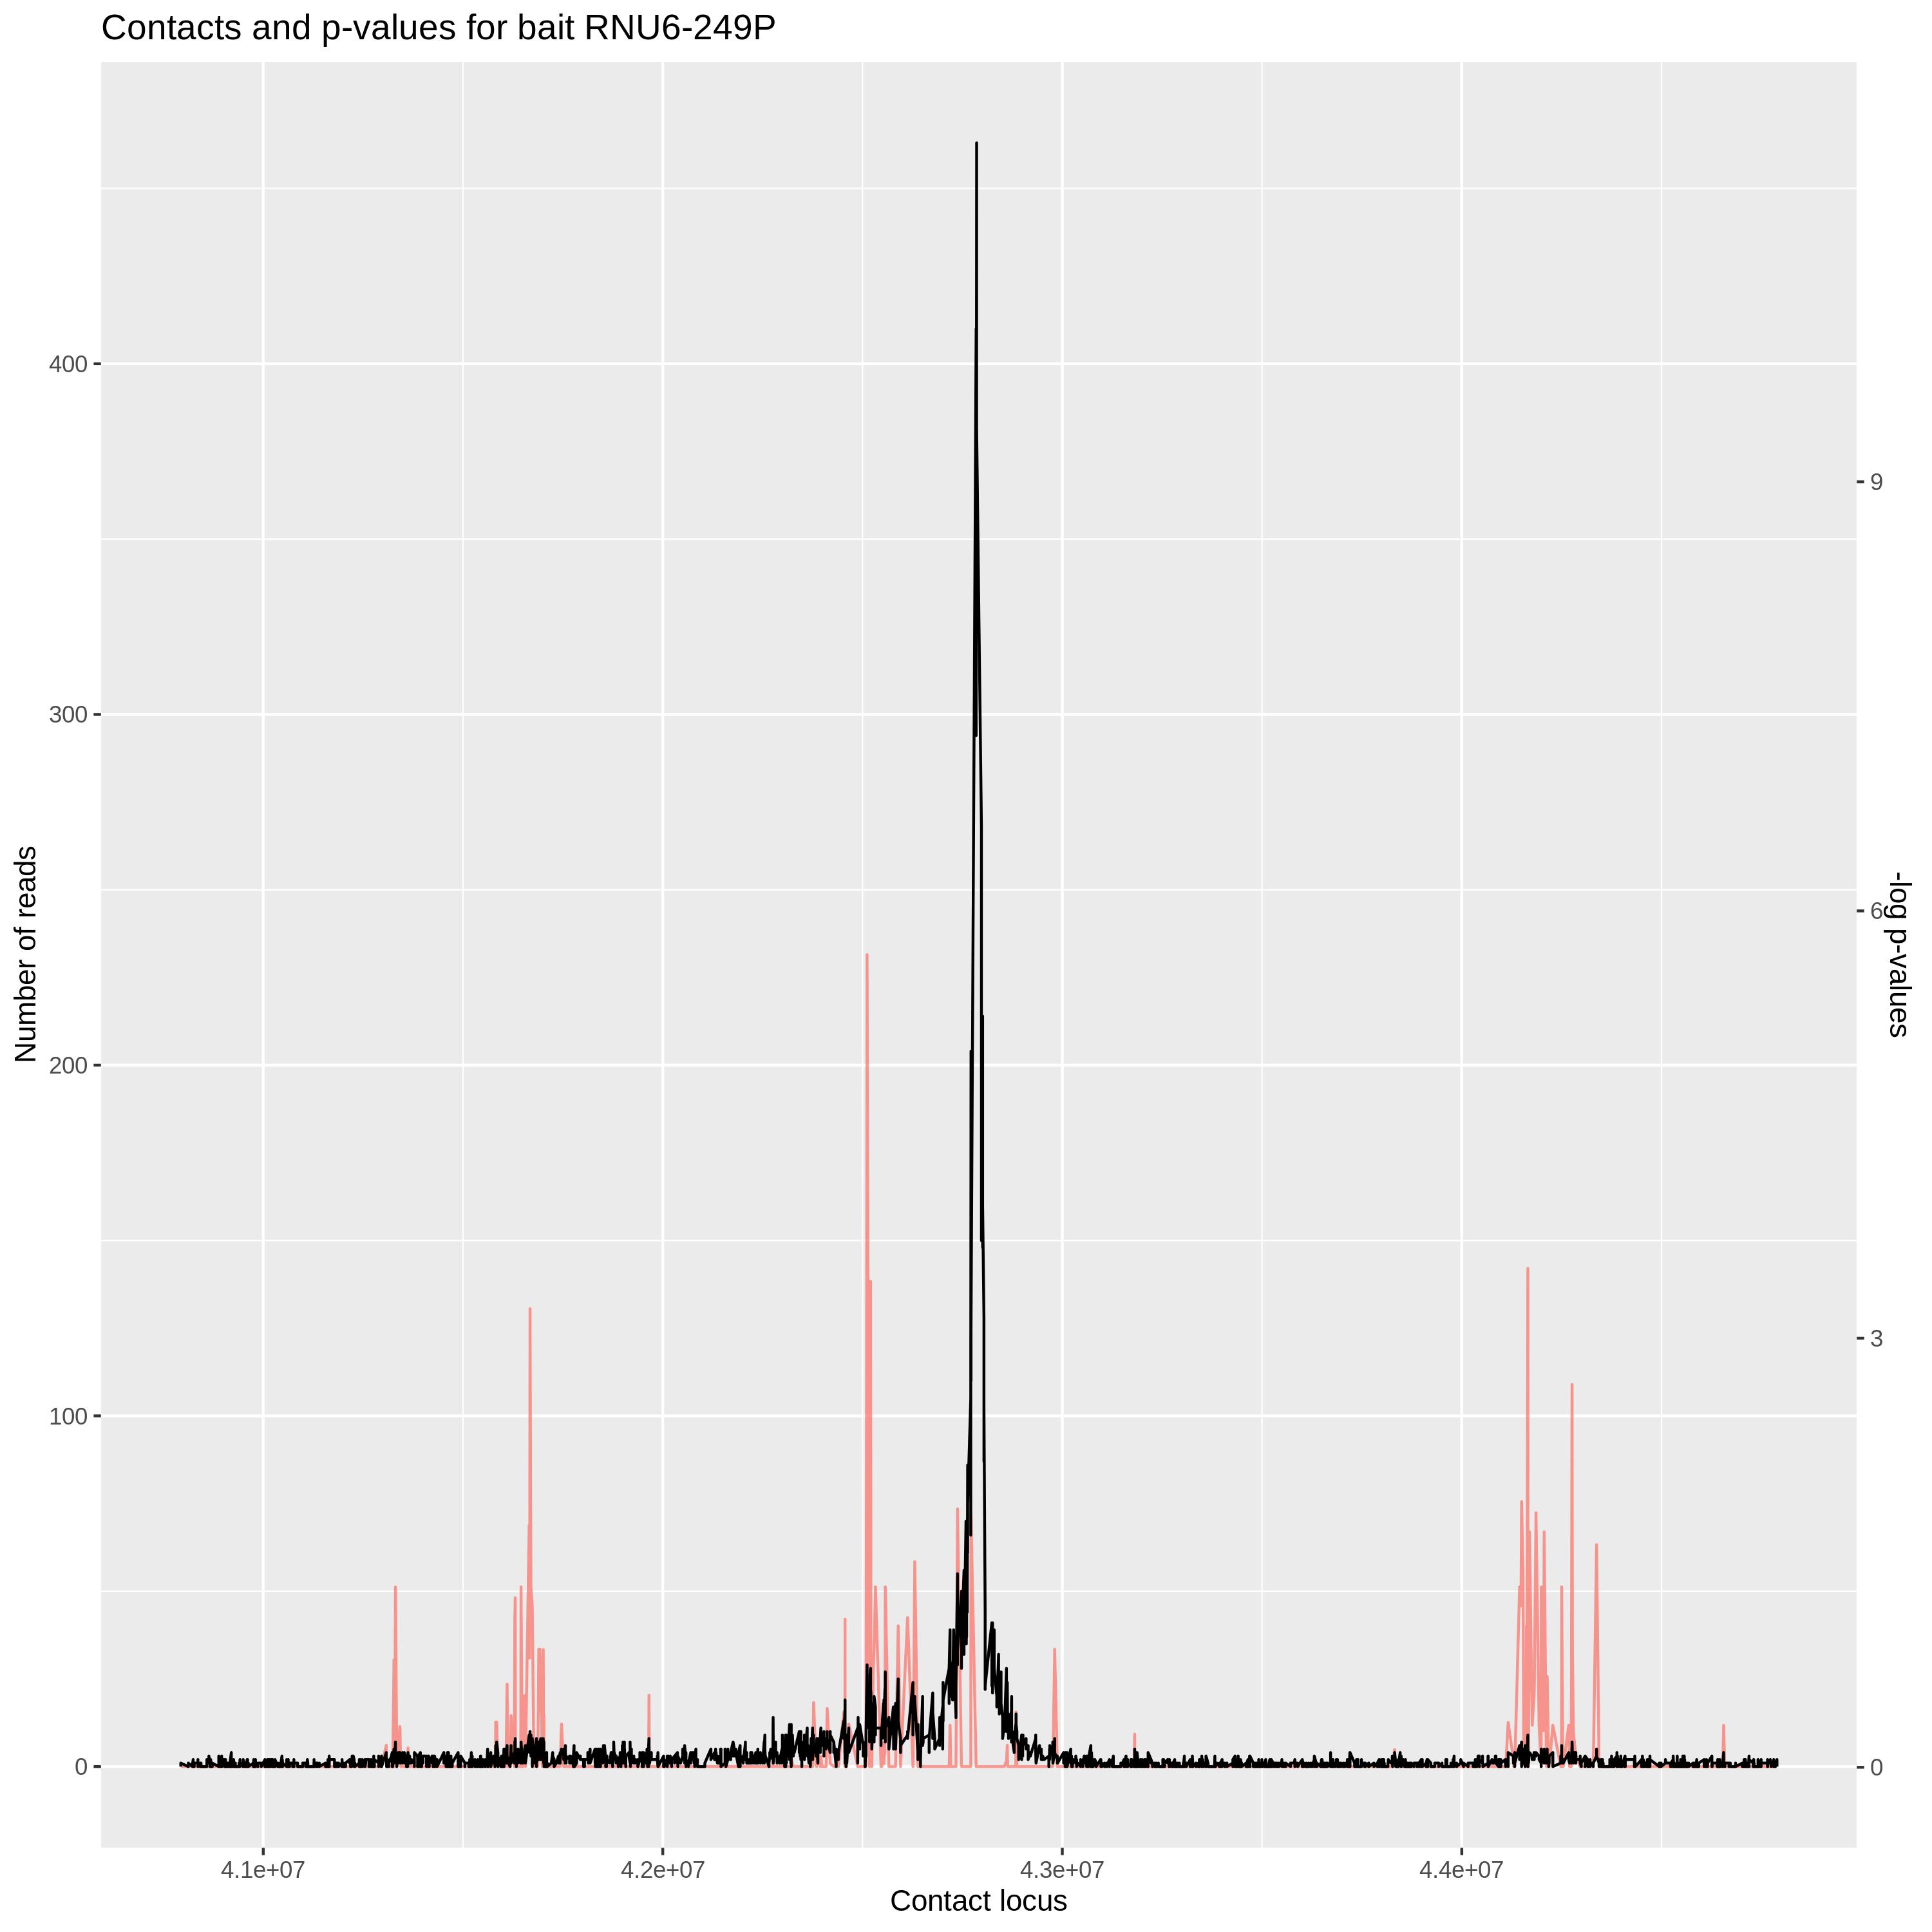 Contacts and p-values for bait RNU6-249P
400
300
200
100
0
Number of reads
9
6
3
0
-log p-values
4.1e+07
4.2e+07
4.3e+07
4.4e+07
Contact locus